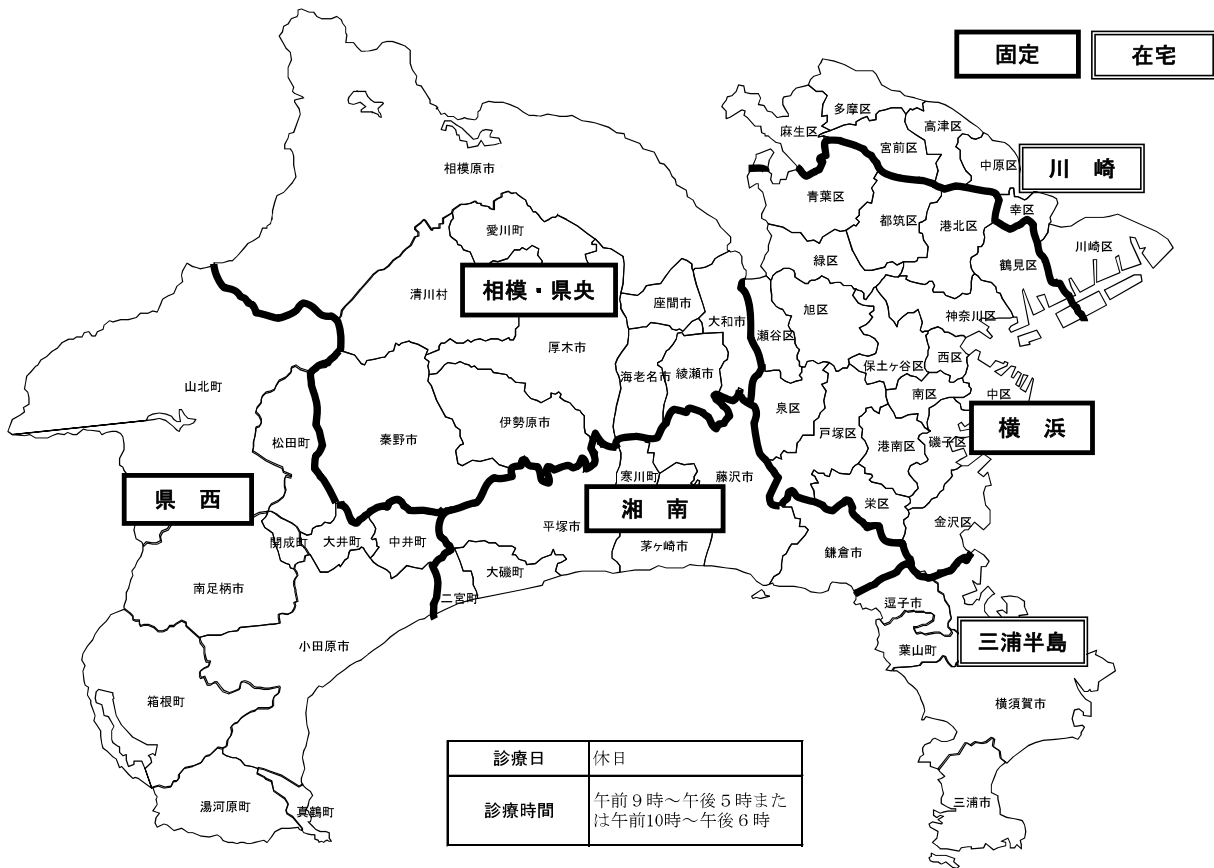 固定
在宅
多摩区
高津区
麻生区
宮前区
中原区
川　崎
相模原市
青葉区
幸区
愛川町
都筑区
港北区
川崎区
緑区
鶴見区
清川村
相模・県央
座間市
旭区
大和市
神奈川区
瀬谷区
厚木市
西区
保土ヶ谷区
海老名市
綾瀬市
山北町
南区
中区
泉区
伊勢原市
横　浜
松田町
秦野市
戸塚区
港南区
磯子区
寒川町
藤沢市
県　西
湘　南
栄区
金沢区
平塚市
開成町
大井町
中井町
茅ヶ崎市
鎌倉市
大磯町
南足柄市
二宮町
逗子市
小田原市
三浦半島
葉山町
箱根町
横須賀市
診療日
休日
湯河原町
真鶴町
診療時間
午前９時～午後５時また
は午前10時～午後６時
三浦市